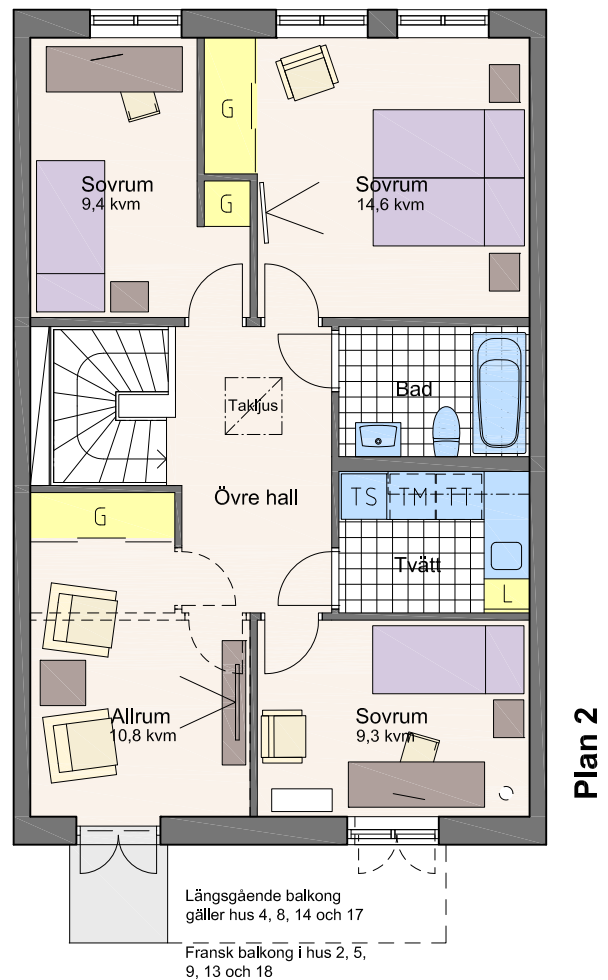 G
Sovrum
9,4 kvm
Sovrum
14,6 kvm
G
Bad
Takljus
TS
TM
TT
Övre hall
G
Tvätt
L
Allrum
10,8 kvm
Sovrum
9,3 kvm
Plan 2
Längsgående balkong
gäller hus 4, 8, 14 och 17
Fransk balkong i hus 2, 5,
9, 13 och 18